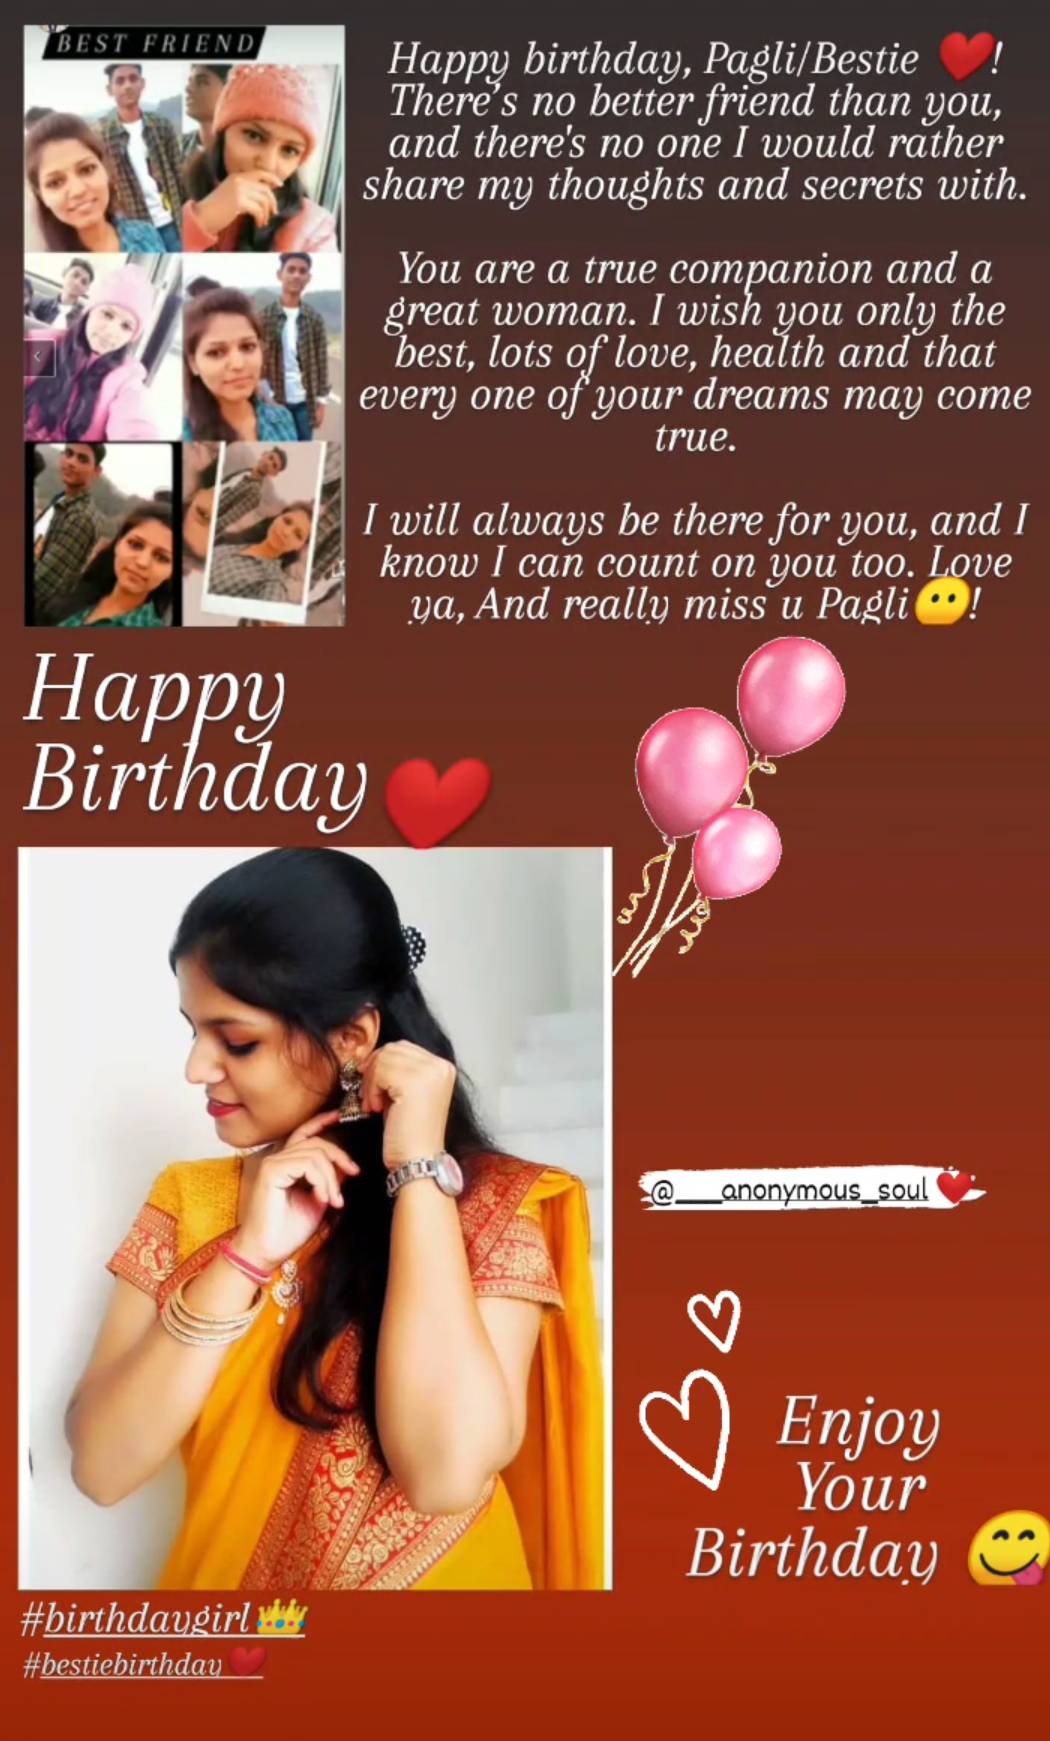 BEST FRIEND
Happy birthday, Pagli/Bestie ❤️!
There's no better friend than you,
and there's no one I would rather
share my thoughts and secrets with.
You are a true companion and a
great woman. I wish you only the
best, lots of love, health and that
every one of your dreams may come
true.
I will always be there for you, and I
know I can count on you too. Love
ya, And really miss u Pagli😶!
Happy
Birthday❤️
@___anonymous_soul❤️
Enjoy
Your
Birthday 😋
#birthdaygirl👑
#bestiebirthday❤️